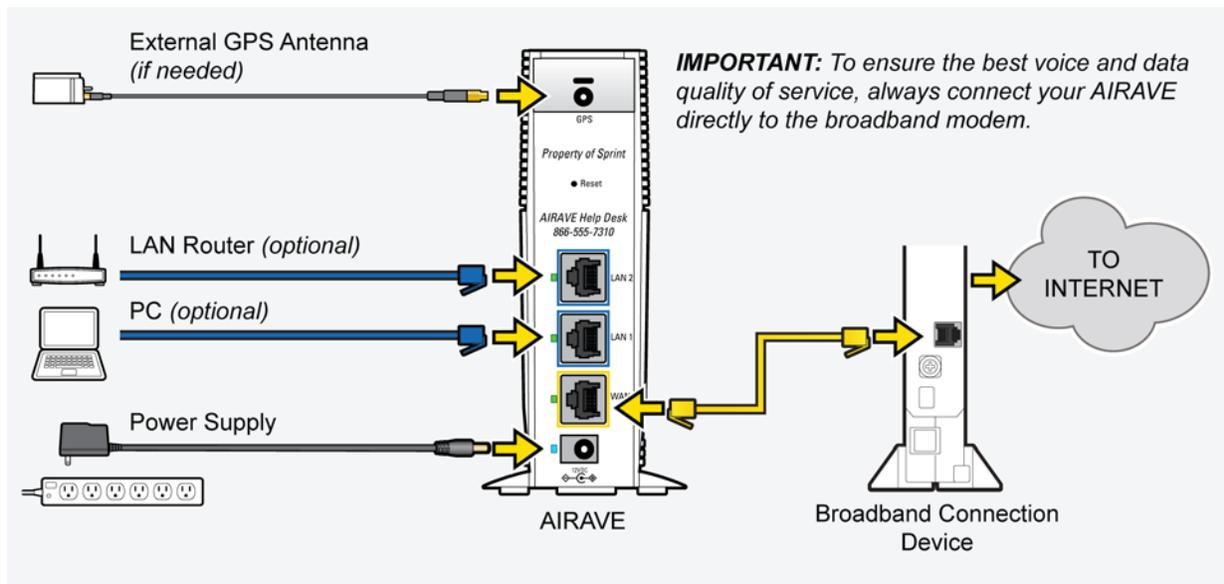 External GPS Antenna
(if needed)
IMPORTANT: To ensure the best voice and data
quality of service, always connect your AIRAVE
directly to the broadband modem.
GPS
Property of Sprint
Reset
AIRAVE Help Desk
866-555-7310
LAN Router (optional)
LAN 2
TO
INTERNET
PC (optional)
LAN 1
WAN
Power Supply
12VDC
AIRAVE
Broadband Connection
Device